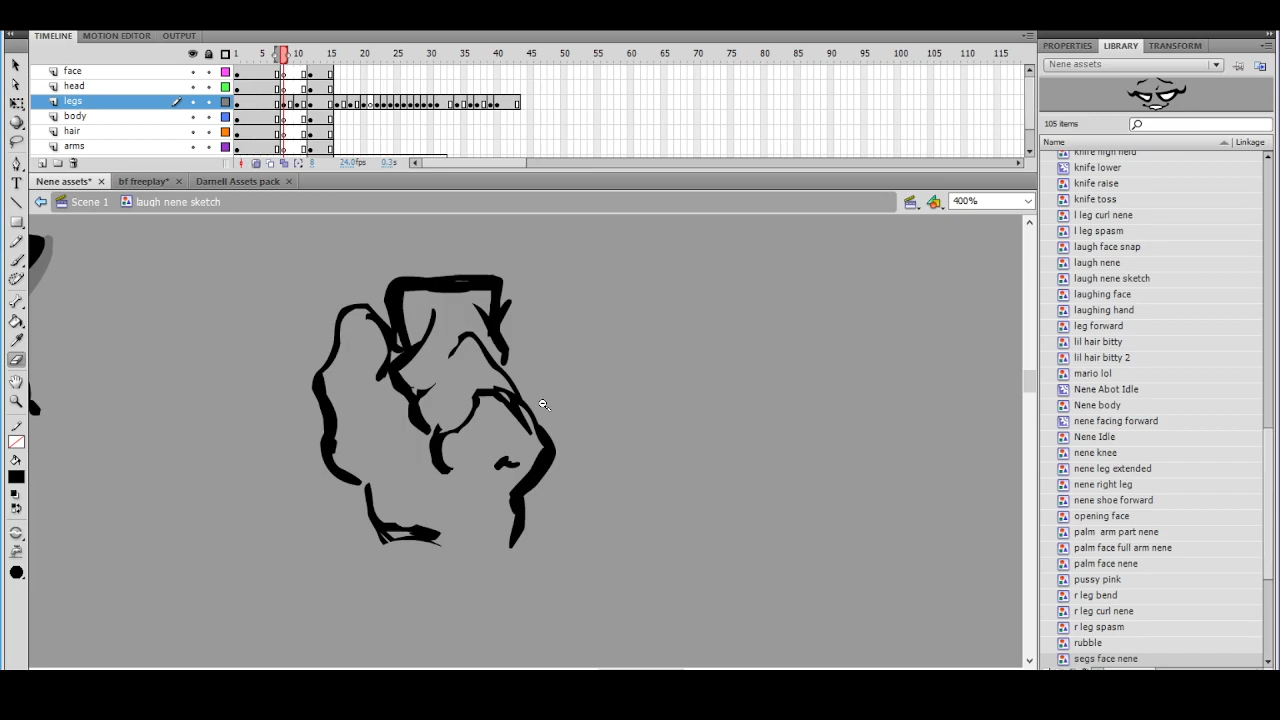 TIMELINE MOTION EDITOR OUTPUT
PROPERTIES LIBRARY TRANSFORM
1 5 10 15 20 25 30 35 40 45 50 55 60 65 70 75 80 85 90 95 100 105 110 115
Nene assets
face
head
legs
body
hair
arms
105 items
Name Linkage
8 24.0fps 0.3s
Nene assets* bf freeplay* Darnell Assets pack
Scene 1 laugh nene sketch 400%
knife high held
knife lower
knife raise
knife toss
l leg curl nene
l leg spasm
laugh face snap
laugh nene
laugh nene sketch
laughing face
laughing hand
leg forward
lil hair bitty
lil hair bitty 2
mario lol
Nene Abot Idle
Nene body
nene facing forward
Nene Idle
nene knee
nene leg extended
nene right leg
nene shoe forward
opening face
palm arm part nene
palm face full arm nene
palm face nene
pussy pink
r leg bend
r leg curl nene
r leg spasm
rubble
segs face nene